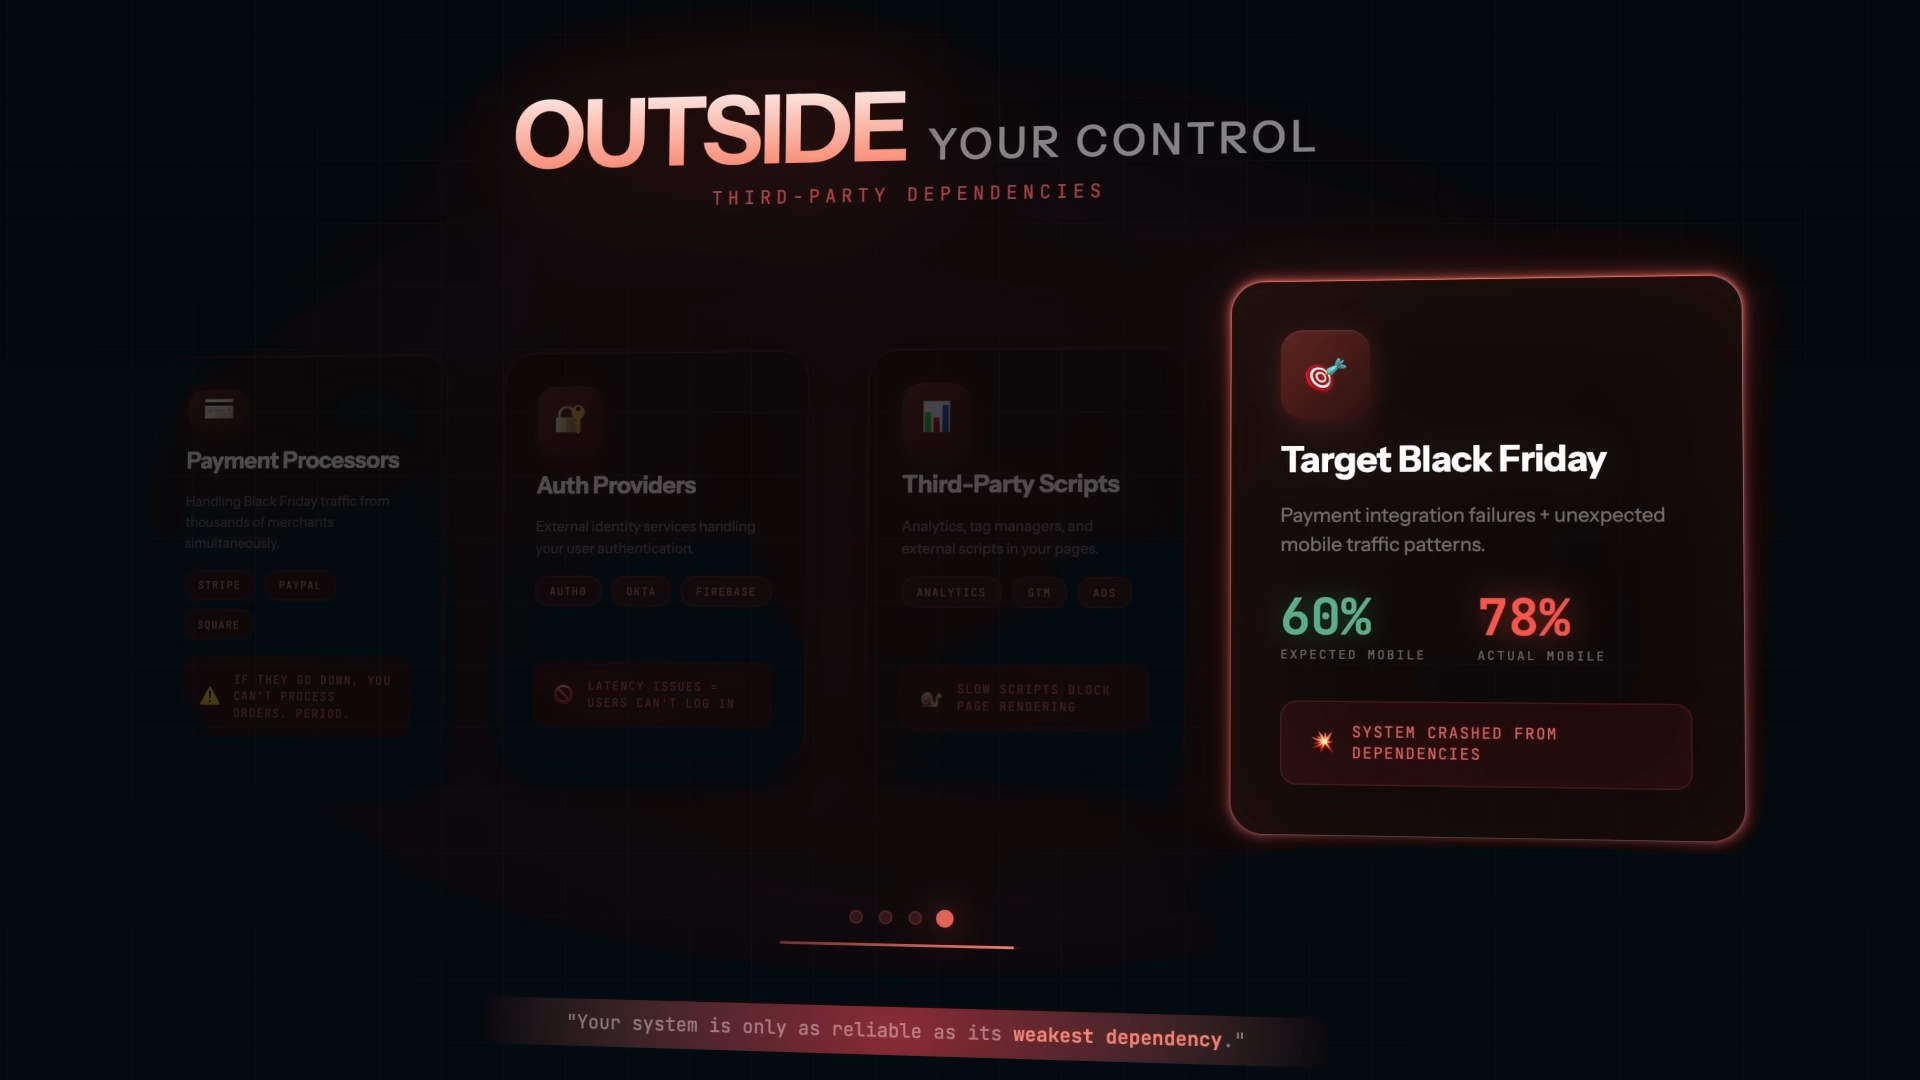 OUTSIDE YOUR CONTROL
THIRD-PARTY DEPENDENCIES
Payment Processors
Handling Black Friday traffic from
thousands of merchants
simultaneously.
STRIPE PAYPAL
SQUARE
IF THEY GO DOWN, YOU
CAN'T PROCESS
ORDERS. PERIOD.
Auth Providers
External identity services handling
your user authentication.
AUTH0 OKTA FIREBASE
LATENCY ISSUES =
USERS CAN'T LOG IN
Third-Party Scripts
Analytics, tag managers, and
external scripts in your pages.
ANALYTICS GTM ADS
SLOW SCRIPTS BLOCK
PAGE RENDERING
Target Black Friday
Payment integration failures + unexpected
mobile traffic patterns.
60% 78%
EXPECTED MOBILE ACTUAL MOBILE
SYSTEM CRASHED FROM
DEPENDENCIES
"Your system is only as reliable as its weakest dependency."